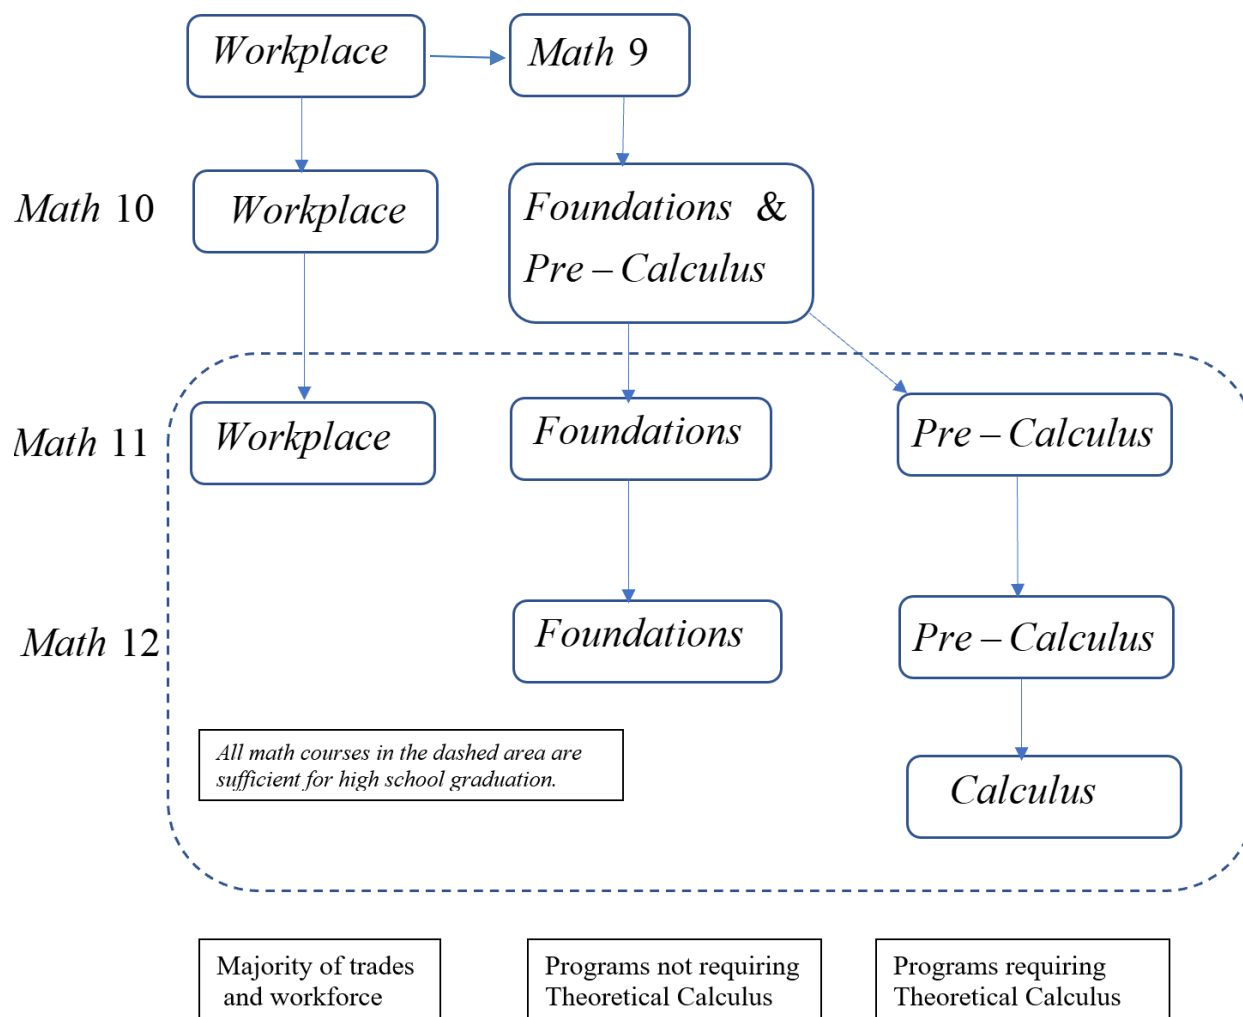 Workplace
Math 9
Math 10
Workplace
Foundations &
Pre – Calculus
Math 11
Workplace
Foundations
Pre – Calculus
Math 12
Foundations
Pre – Calculus
All math courses in the dashed area are
sufficient for high school graduation.
Calculus
Majority of trades
and workforce
Programs not requiring
Theoretical Calculus
Programs requiring
Theoretical Calculus